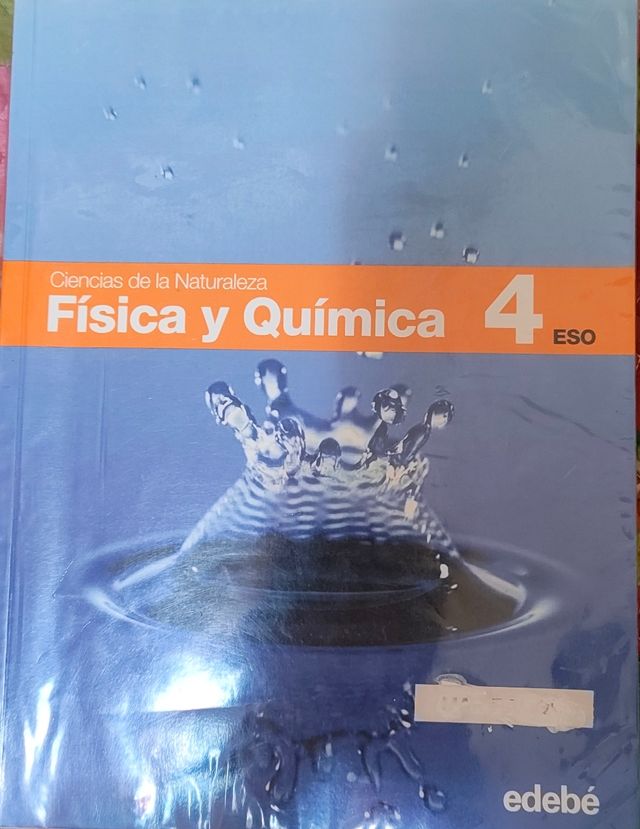 Ciencias de la Naturaleza
Física y Química 4 ESO
edebé